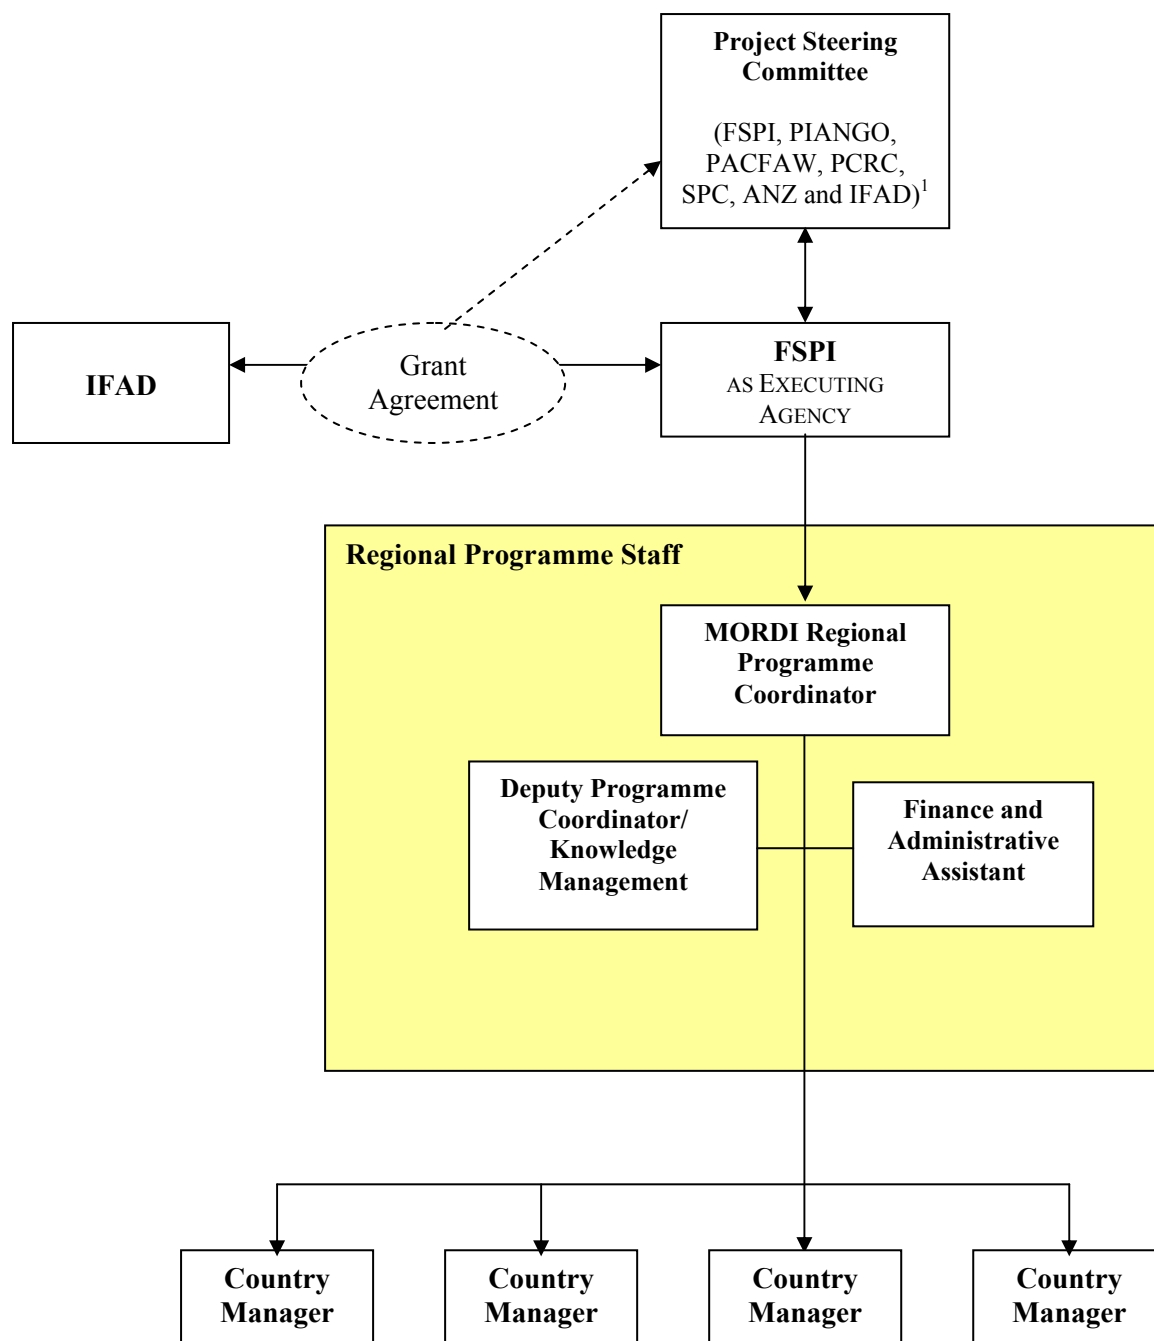 Project Steering
Committee
(FSPI, PIANGO,
PACFAW, PCRC,
SPC, ANZ and IFAD)¹
IFAD
Grant
Agreement
FSPI
AS EXECUTING
AGENCY
Regional Programme Staff
MORDI Regional
Programme
Coordinator
Deputy Programme
Coordinator/
Knowledge
Management
Finance and
Administrative
Assistant
Country
Manager
Country
Manager
Country
Manager
Country
Manager